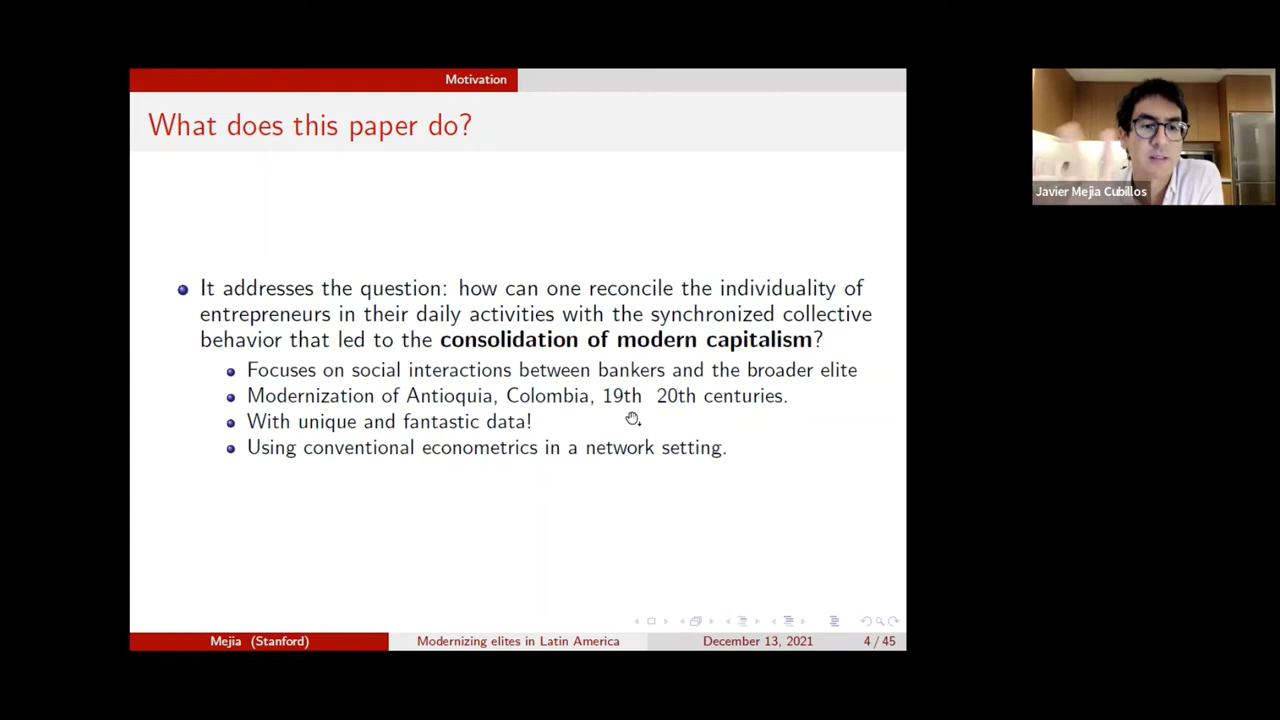 Motivation
What does this paper do?
It addresses the question: how can one reconcile the individuality of
entrepreneurs in their daily activities with the synchronized collective
behavior that led to the consolidation of modern capitalism?
Focuses on social interactions between bankers and the broader elite
Modernization of Antioquia, Colombia, 19th 20th centuries.
With unique and fantastic data!
Using conventional econometrics in a network setting.
Mejia (Stanford)
Modernizing elites in Latin America
December 13, 2021
4 / 45
Javier Mejia Cubillos